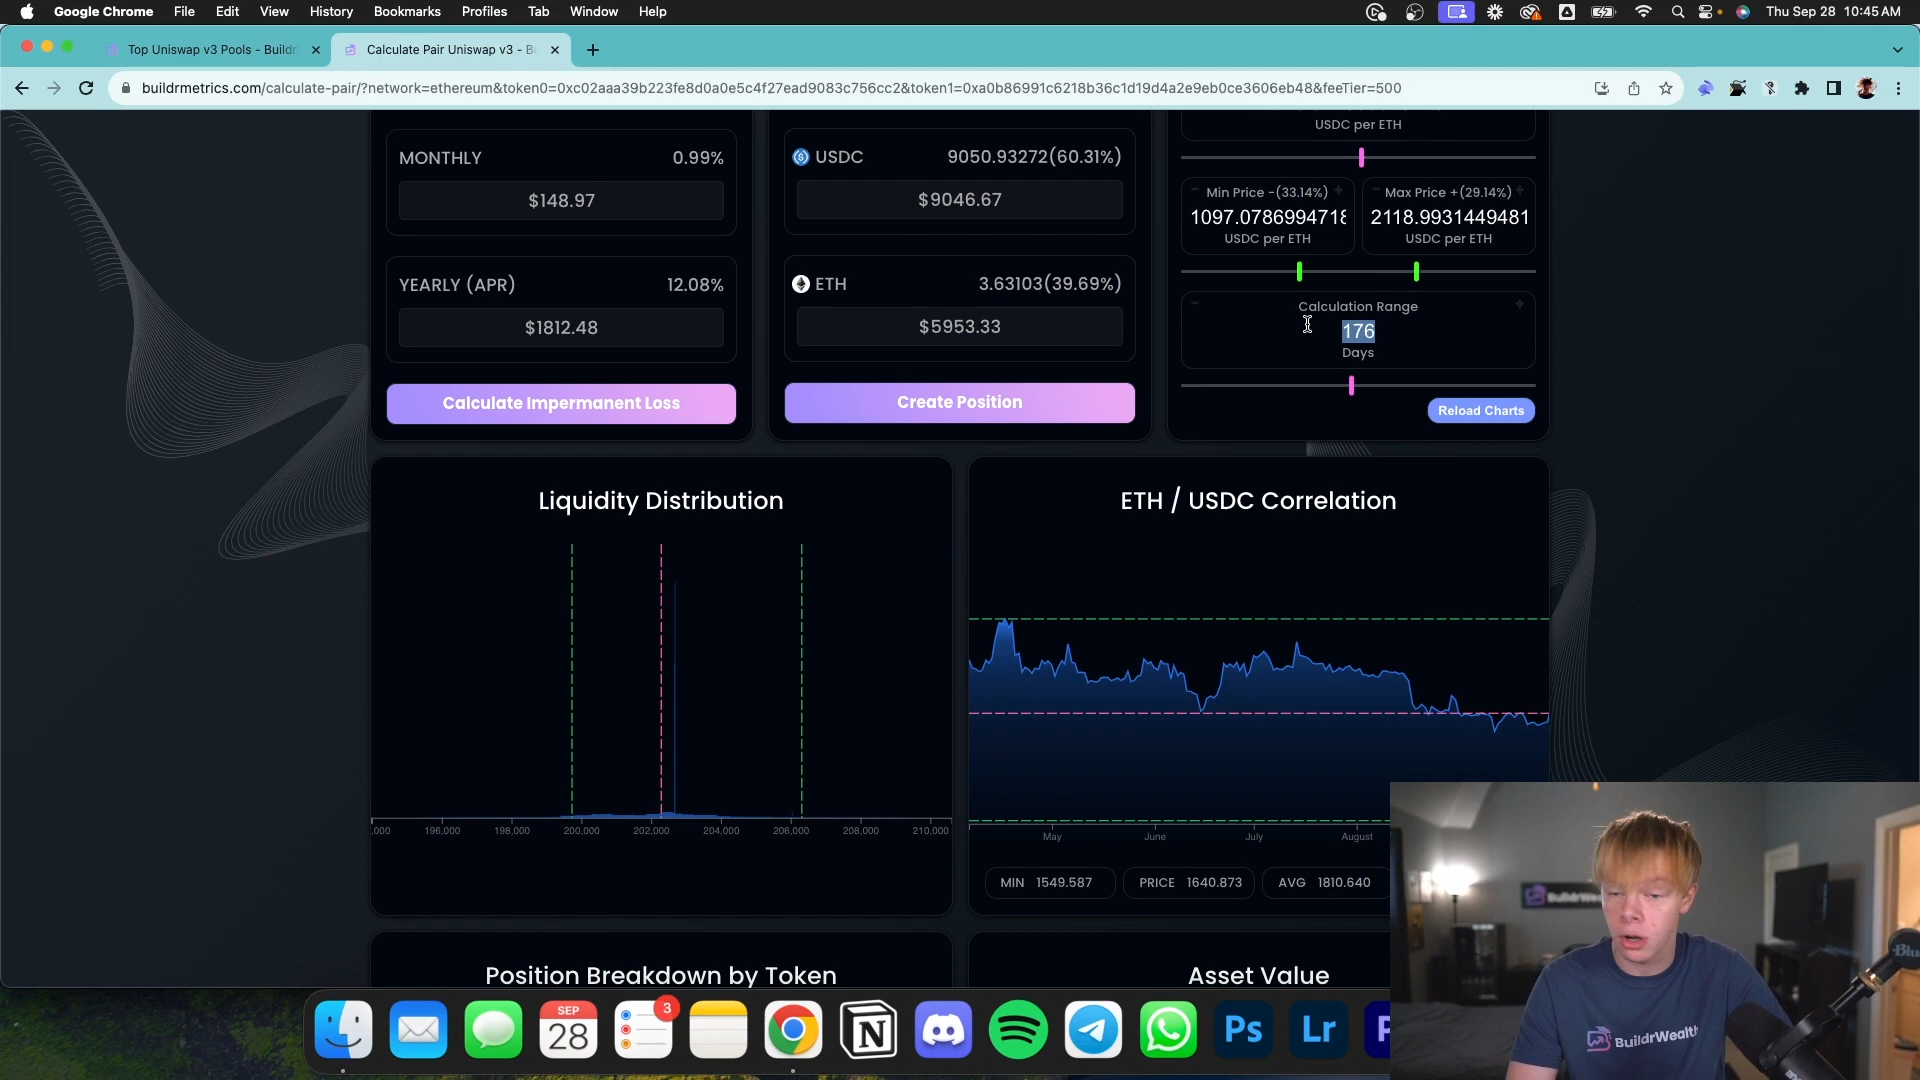 Google Chrome File Edit View History Bookmarks Profiles Tab Window Help
Thu Sep 28 10:45 AM
Top Uniswap v3 Pools - Buildr
Calculate Pair Uniswap v3 - Bu
buildrmetrics.com/calculate-pair/?network=ethereum&token0=0xc02aaa39b223fe8d0a0e5c4f27ead9083c756cc2&token1=0xa0b86991c6218b36c1d19d4a2e9eb0ce3606eb48&feeTier=500
MONTHLY 0.99%
$148.97
YEARLY (APR) 12.08%
$1812.48
Calculate Impermanent Loss
USDC 9050.93272(60.31%)
$9046.67
ETH 3.63103(39.69%)
$5953.33
Create Position
USDC per ETH
Min Price -(33.14%)
1097.0786994718
USDC per ETH
Max Price +(29.14%)
2118.9931449481
USDC per ETH
Calculation Range
176
Days
Reload Charts
Liquidity Distribution
,000 196,000 198,000 200,000 202,000 204,000 206,000 208,000 210,000
ETH / USDC Correlation
May June July August
MIN 1549.587 PRICE 1640.873 AVG 1810.640
Position Breakdown by Token
Asset Value
SEP
28
3
N
Ps
Lr
BuildrWealth